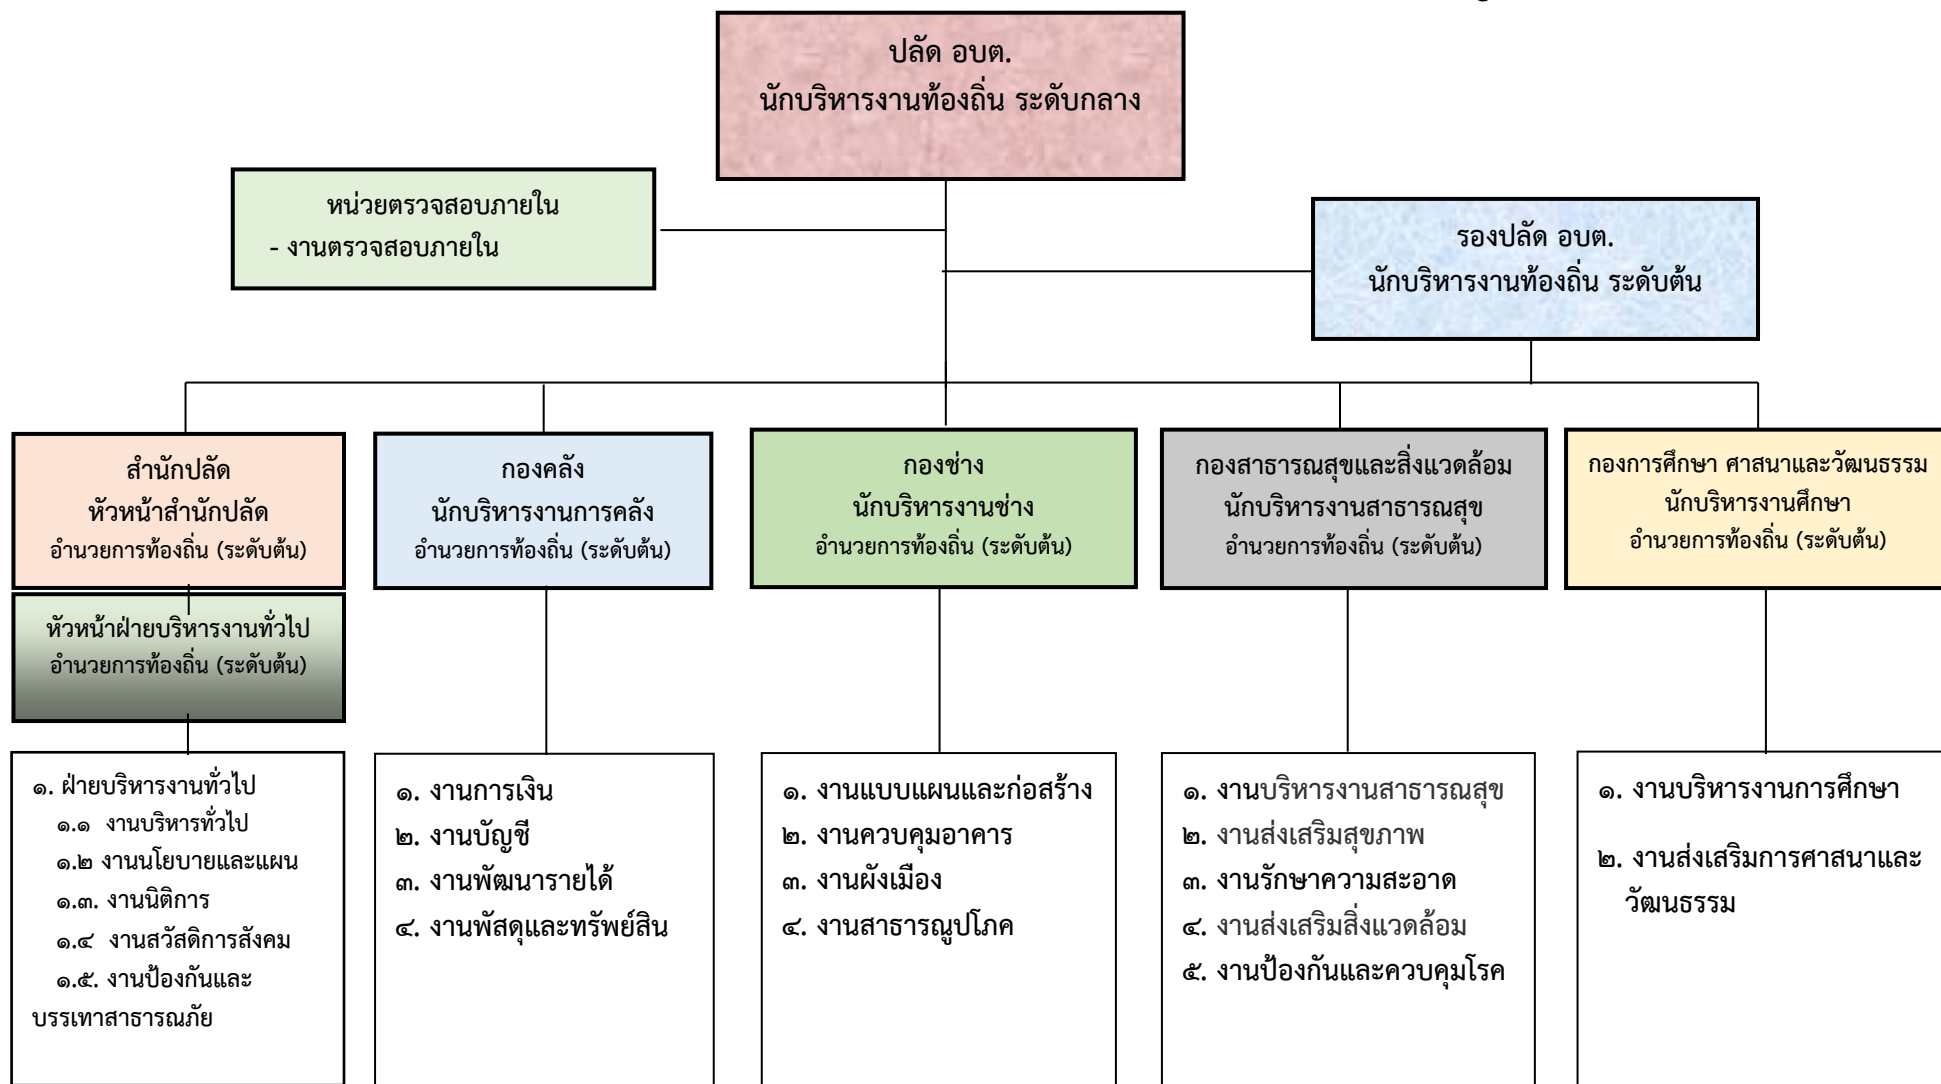 ปลัด อบต.
นักบริหารงานท้องถิ่น ระดับกลาง
หน่วยตรวจสอบภายใน
- งานตรวจสอบภายใน
รองปลัด อบต.
นักบริหารงานท้องถิ่น ระดับต้น
สำนักปลัด
หัวหน้าสำนักปลัด
อำนวยการท้องถิ่น (ระดับต้น)
หัวหน้าฝ่ายบริหารงานทั่วไป
อำนวยการท้องถิ่น (ระดับต้น)
๑. ฝ่ายบริหารงานทั่วไป
๑.๑ งานบริหารทั่วไป
๑.๒ งานนโยบายและแผน
๑.๓. งานนิติการ
๑.๔ งานสวัสดิการสังคม
๑.๕. งานป้องกันและ
บรรเทาสาธารณภัย
กองคลัง
นักบริหารงานการคลัง
อำนวยการท้องถิ่น (ระดับต้น)
๑. งานการเงิน
๒. งานบัญชี
๓. งานพัฒนารายได้
๔. งานพัสดุและทรัพย์สิน
กองช่าง
นักบริหารงานช่าง
อำนวยการท้องถิ่น (ระดับต้น)
๑. งานแบบแผนและก่อสร้าง
๒. งานควบคุมอาคาร
๓. งานผังเมือง
๔. งานสาธารณูปโภค
กองสาธารณสุขและสิ่งแวดล้อม
นักบริหารงานสาธารณสุข
อำนวยการท้องถิ่น (ระดับต้น)
๑. งานบริหารงานสาธารณสุข
๒. งานส่งเสริมสุขภาพ
๓. งานรักษาความสะอาด
๔. งานส่งเสริมสิ่งแวดล้อม
๕. งานป้องกันและควบคุมโรค
กองการศึกษา ศาสนาและวัฒนธรรม
นักบริหารงานศึกษา
อำนวยการท้องถิ่น (ระดับต้น)
๑. งานบริหารงานการศึกษา
๒. งานส่งเสริมการศาสนาและ
วัฒนธรรม